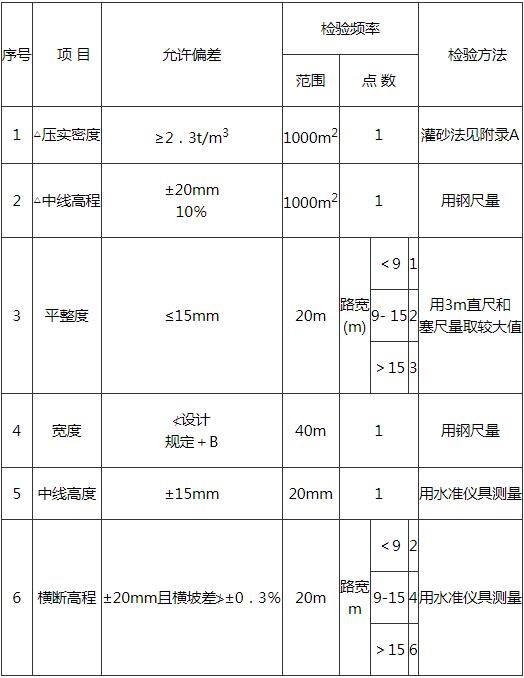 序号 项 目 允许偏差 检验频率 检验方法
范围 点 数
1 △压实密度 ≥2．3t/m3 1000m2 1 灌砂法见附录A
2 △中线高程 ±20mm 1000m2 1 用钢尺量
10%
3 平整度 ≤15mm 20m 路宽(m) ＜9 1 用3m直尺和
9- 15 2 塞尺量取较大值
＞15 3
4 宽度 ≮设计 40m 1 用钢尺量
规定＋B
5 中线高度 ±15mm 20mm 1 用水准仪具测量
6 横断高程 ±20mm且横坡差≯±0．3% 20m 路宽m ＜9 2 用水准仪具测量
9-15 4
＞15 6